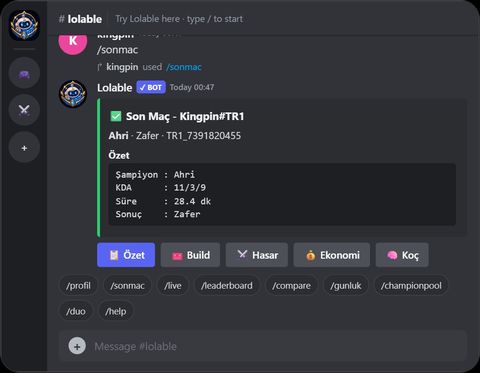 # lolable Try Lolable here · type / to start
K kingpin
/sonmac
kingpin used /sonmac
Lolable ✓ BOT Today 00:47
✅ Son Maç - Kingpin#TR1
Ahri · Zafer · TR1_7391820455
Özet
Şampiyon : Ahri
KDA : 11/3/9
Süre : 28.4 dk
Sonuç : Zafer
Özet Build Hasar Ekonomi Koç
/profil /sonmac /live /leaderboard /compare /gunluk /championpool
/duo /help
+ Message #lolable